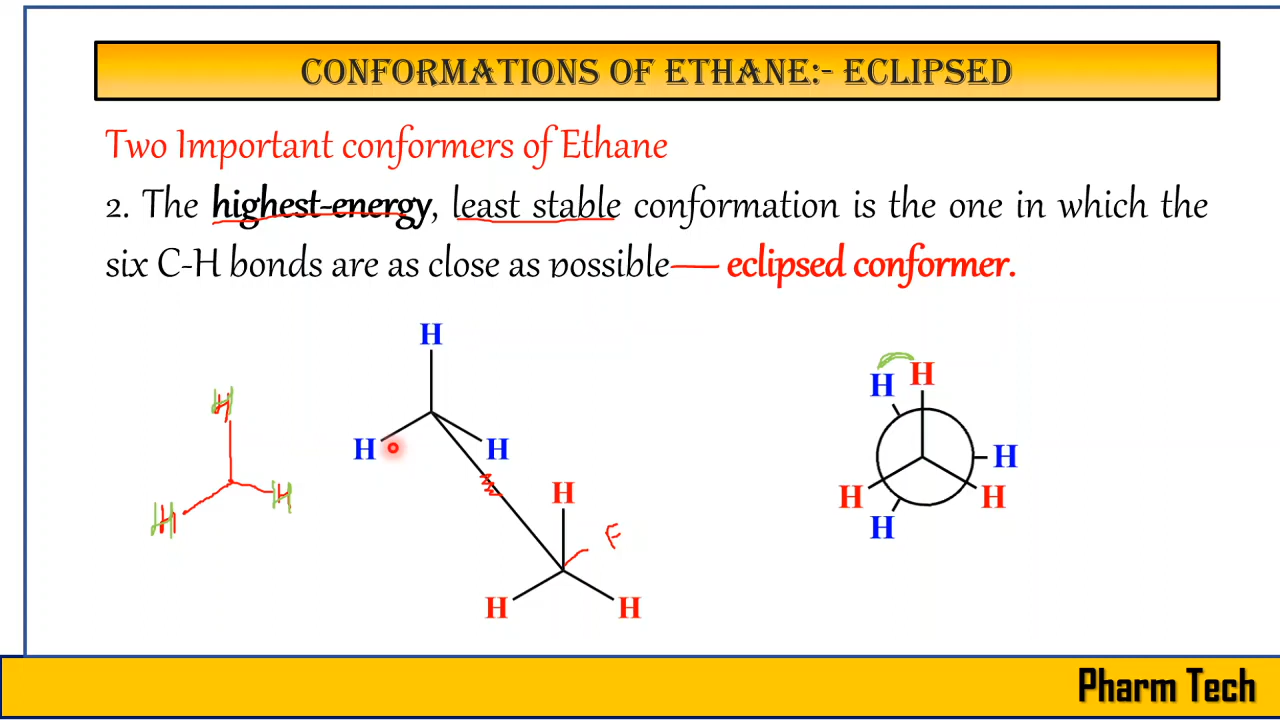 CONFORMATIONS OF ETHANE:- ECLIPSED
Two Important conformers of Ethane
2. The highest-energy, least stable conformation is the one in which the
six C-H bonds are as close as possible— eclipsed conformer.
H
H
H
H
H
H
F
H
H
H
H
H
H
H
H
H
Pharm Tech